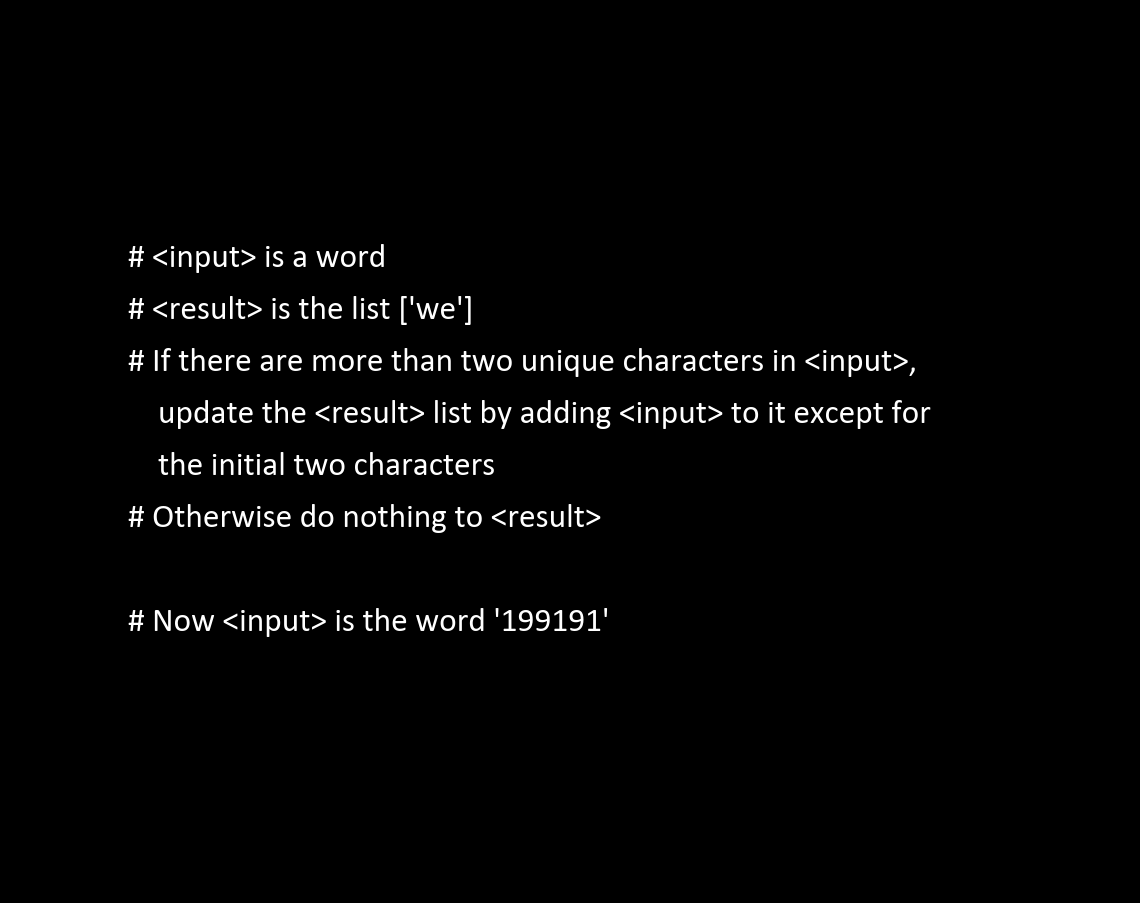 # <input> is a word
# <result> is the list ['we']
# If there are more than two unique characters in <input>,
update the <result> list by adding <input> to it except for
the initial two characters
# Otherwise do nothing to <result>
# Now <input> is the word '199191'